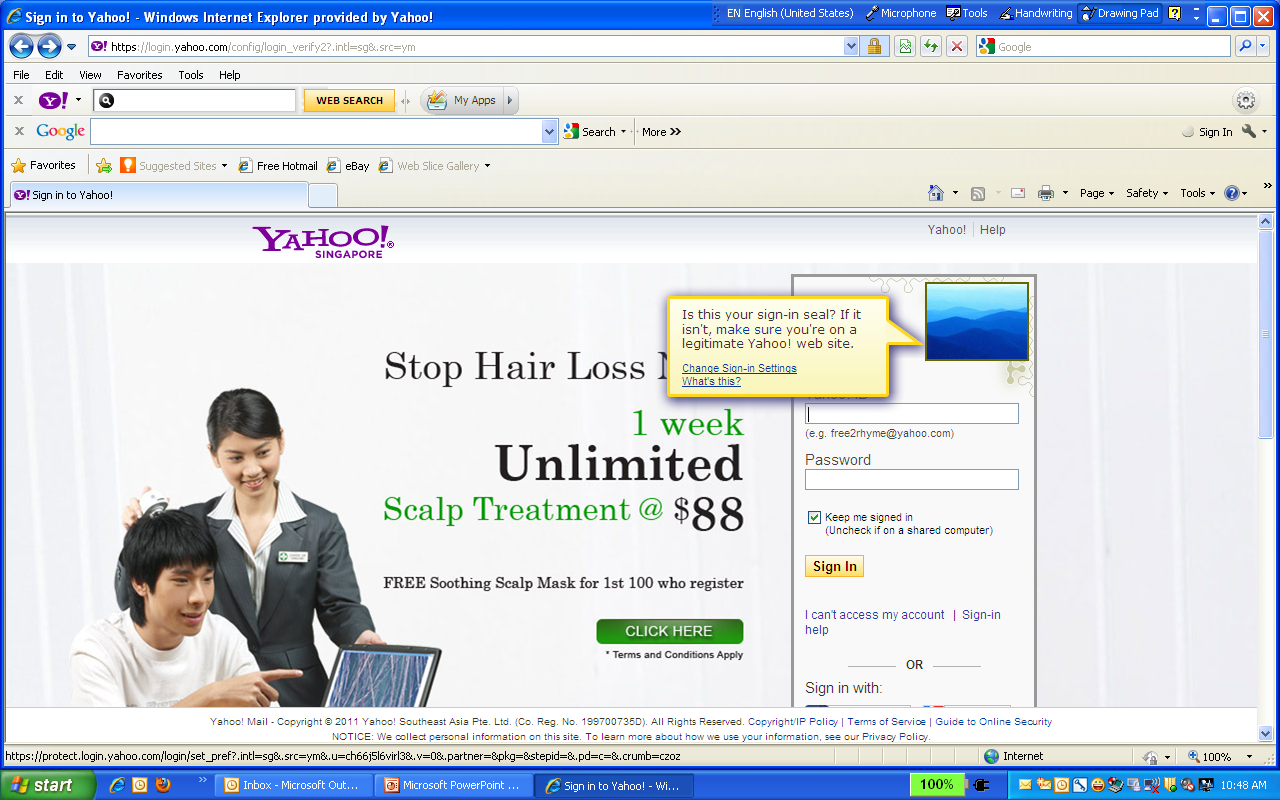 Sign in to Yahoo! - Windows Internet Explorer provided by Yahoo!
EN English (United States) Microphone Tools Handwriting Drawing Pad
https://login.yahoo.com/config/login_verify2?.intl=sg&.src=ym
Google
File Edit View Favorites Tools Help
Y! WEB SEARCH My Apps
Google Search More >> Sign In
Favorites Suggested Sites Free Hotmail eBay Web Slice Gallery
Sign in to Yahoo!
Page Safety Tools
YAHOO!
SINGAPORE
Yahoo! | Help
Is this your sign-in seal? If it
isn't, make sure you're on a
legitimate Yahoo! web site.
Change Sign-in Settings
What's this?
Stop Hair Loss
1 week
Unlimited
Scalp Treatment @ $88
FREE Soothing Scalp Mask for 1st 100 who register
CLICK HERE
* Terms and Conditions Apply
(e.g. free2rhyme@yahoo.com)
Password
Keep me signed in
(Uncheck if on a shared computer)
Sign In
I can't access my account | Sign-in
help
OR
Sign in with:
Yahoo! Mail - Copyright © 2011 Yahoo! Southeast Asia Pte. Ltd. (Co. Reg. No. 199700735D). All Rights Reserved. Copyright/IP Policy | Terms of Service | Guide to Online Security
NOTICE: We collect personal information on this site. To learn more about how we use your information, see our Privacy Policy.
https://protect.login.yahoo.com/login/set_pref?.intl=sg&.src=ym&.u=ch66j5l6virl3&.v=0&.partner=&pkg=&stepid=&.pd=c=&.crumb=czoz
Internet 100%
start Inbox - Microsoft Out... Microsoft PowerPoint ... Sign in to Yahoo! - Wi... 100% 10:48 AM